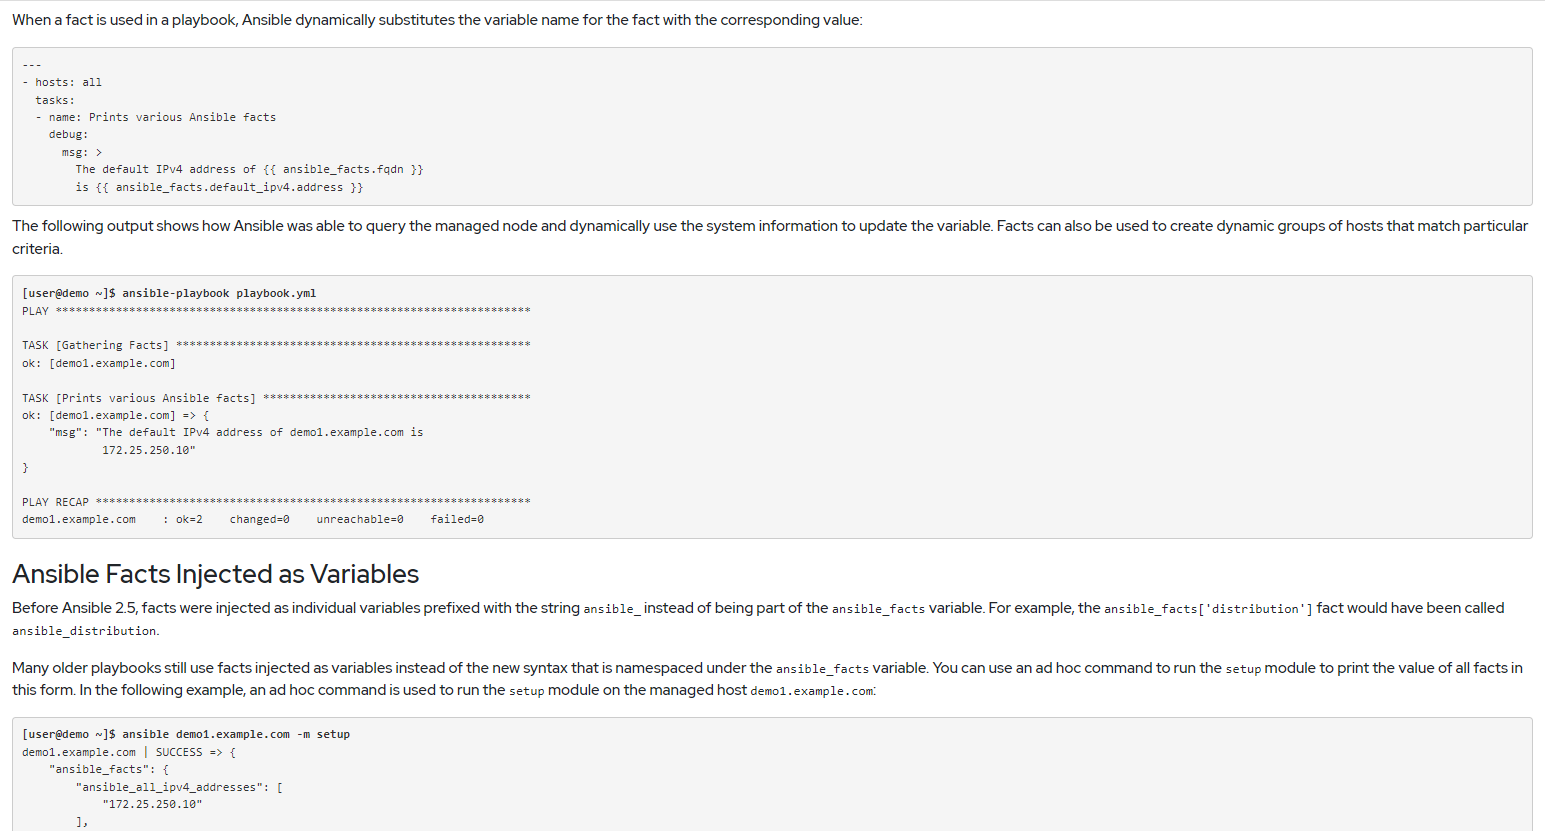 When a fact is used in a playbook, Ansible dynamically substitutes the variable name for the fact with the corresponding value:
---
- hosts: all
  tasks:
  - name: Prints various Ansible facts
    debug:
      msg: >
        The default IPv4 address of {{ ansible_facts.fqdn }}
        is {{ ansible_facts.default_ipv4.address }}
The following output shows how Ansible was able to query the managed node and dynamically use the system information to update the variable. Facts can also be used to create dynamic groups of hosts that match particular
criteria.
[user@demo ~]$ ansible-playbook playbook.yml
PLAY ***********************************************************************

TASK [Gathering Facts] *****************************************************
ok: [demo1.example.com]

TASK [Prints various Ansible facts] ****************************************
ok: [demo1.example.com] => {
    "msg": "The default IPv4 address of demo1.example.com is
            172.25.250.10"
}

PLAY RECAP *****************************************************************
demo1.example.com    : ok=2    changed=0    unreachable=0    failed=0
Ansible Facts Injected as Variables
Before Ansible 2.5, facts were injected as individual variables prefixed with the string ansible_ instead of being part of the ansible_facts variable. For example, the ansible_facts['distribution'] fact would have been called
ansible_distribution.
Many older playbooks still use facts injected as variables instead of the new syntax that is namespaced under the ansible_facts variable. You can use an ad hoc command to run the setup module to print the value of all facts in
this form. In the following example, an ad hoc command is used to run the setup module on the managed host demo1.example.com:
[user@demo ~]$ ansible demo1.example.com -m setup
demo1.example.com | SUCCESS => {
    "ansible_facts": {
        "ansible_all_ipv4_addresses": [
            "172.25.250.10"
        ],